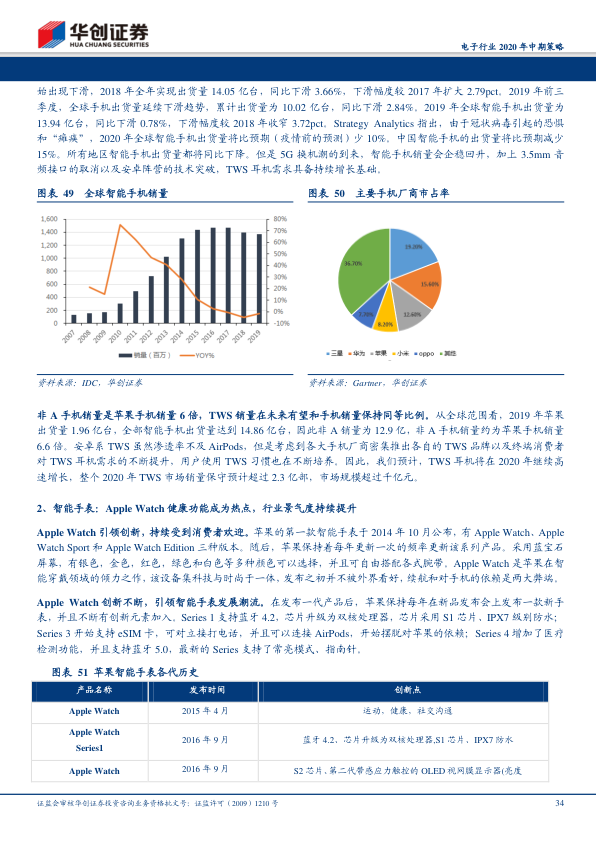 华创证券
HUA CHUANG SECURITIES
电子行业 2020 年中期策略
始出现下滑，2018 年全年实现出货量 14.05 亿台，同比下滑 3.66%，下滑幅度较 2017 年扩大 2.79pct。2019 年前三
季度，全球手机出货量延续下滑趋势，累计出货量为 10.02 亿台，同比下滑 2.84%。2019 年全球智能手机出货量为
13.94 亿台，同比下滑 0.78%，下滑幅度较 2018 年收窄 3.72pct。Strategy Analytics 指出，由于冠状病毒引起的恐惧
和“瘫痪”，2020 年全球智能手机出货量将比预期（疫情前的预测）少 10%。中国智能手机的出货量将比预期减少
15%。所有地区智能手机出货量都将同比下降。但是 5G 换机潮的到来，智能手机销量会企稳回升，加上 3.5mm 音
频接口的取消以及安卓阵营的技术突破，TWS 耳机需求具备持续增长基础。
图表 49 全球智能手机销量
图表 50 主要手机厂商市占率
1,600
1,400
1,200
1,000
800
600
400
200
0
80%
70%
60%
50%
40%
30%
20%
10%
0%
-10%
2007 2008 2009 2010 2011 2012 2013 2014 2015 2016 2017 2018 2019
销量（百万） YOY%
19.20%
15.60%
12.60%
8.20%
36.70%
三星 华为 苹果 小米 oppo 其他
资料来源：IDC，华创证券
资料来源：Gartner，华创证券
非 A 手机销量是苹果手机销量 6 倍，TWS 销量在未来有望和手机销量保持同等比例。从全球范围看，2019 年苹果
出货量 1.96 亿台，全部智能手机出货量达到 14.86 亿台，因此非 A 销量为 12.9 亿，非 A 手机销量约为苹果手机销量
6.6 倍。安卓系 TWS 虽然渗透率不及 AirPods，但是考虑到各大手机厂商密集推出各自的 TWS 品牌以及终端消费者
对 TWS 耳机需求的不断提升，用户使用 TWS 习惯也在不断培养。因此，我们预计，TWS 耳机将在 2020 年继续高
速增长，整个 2020 年 TWS 市场销量保守预计超过 2.3 亿部，市场规模超过千亿元。
2、智能手表：Apple Watch 健康功能成为热点，行业景气度持续提升
Apple Watch 引领创新，持续受到消费者欢迎。苹果的第一款智能手表于 2014 年 10 月公布，有 Apple Watch、Apple
Watch Sport 和 Apple Watch Edition 三种版本。随后，苹果保持着每年更新一次的频率更新该系列产品。采用蓝宝石
屏幕，有银色，金色，红色，绿色和白色等多种颜色可以选择，并且可自由搭配各式腕带。Apple Watch 是苹果在智
能穿戴领域的倾力之作，该设备集科技与时尚于一体，发布之初并不被外界看好，续航和对手机的依赖是两大弊端。
Apple Watch 创新不断，引领智能手表发展潮流。在发布一代产品后，苹果保持每年在新品发布会上发布一款新手
表，并且不断有创新元素加入。Series 1 支持蓝牙 4.2，芯片升级为双核处理器，芯片采用 S1 芯片、IPX7 级别防水；
Series 3 开始支持 eSIM 卡，可对立接打电话，并且可以连接 AirPods，开始摆脱对苹果的依赖；Series 4 增加了医疗
检测功能，并且支持蓝牙 5.0，最新的 Series 支持了常亮模式、指南针。
图表 51 苹果智能手表各代历史
产品名称 发布时间 创新点
Apple Watch 2015 年 4 月 运动、健康、社交沟通
Apple Watch
Series1 2016 年 9 月 蓝牙 4.2、芯片升级为双核处理器,S1 芯片、IPX7 防水
Apple Watch 2016 年 9 月 S2 芯片,第二代带感应力触控的 OLED 视网膜显示器(亮度
证监会审核华创证券投资咨询业务资格批文号：证监许可（2009）1210 号
34